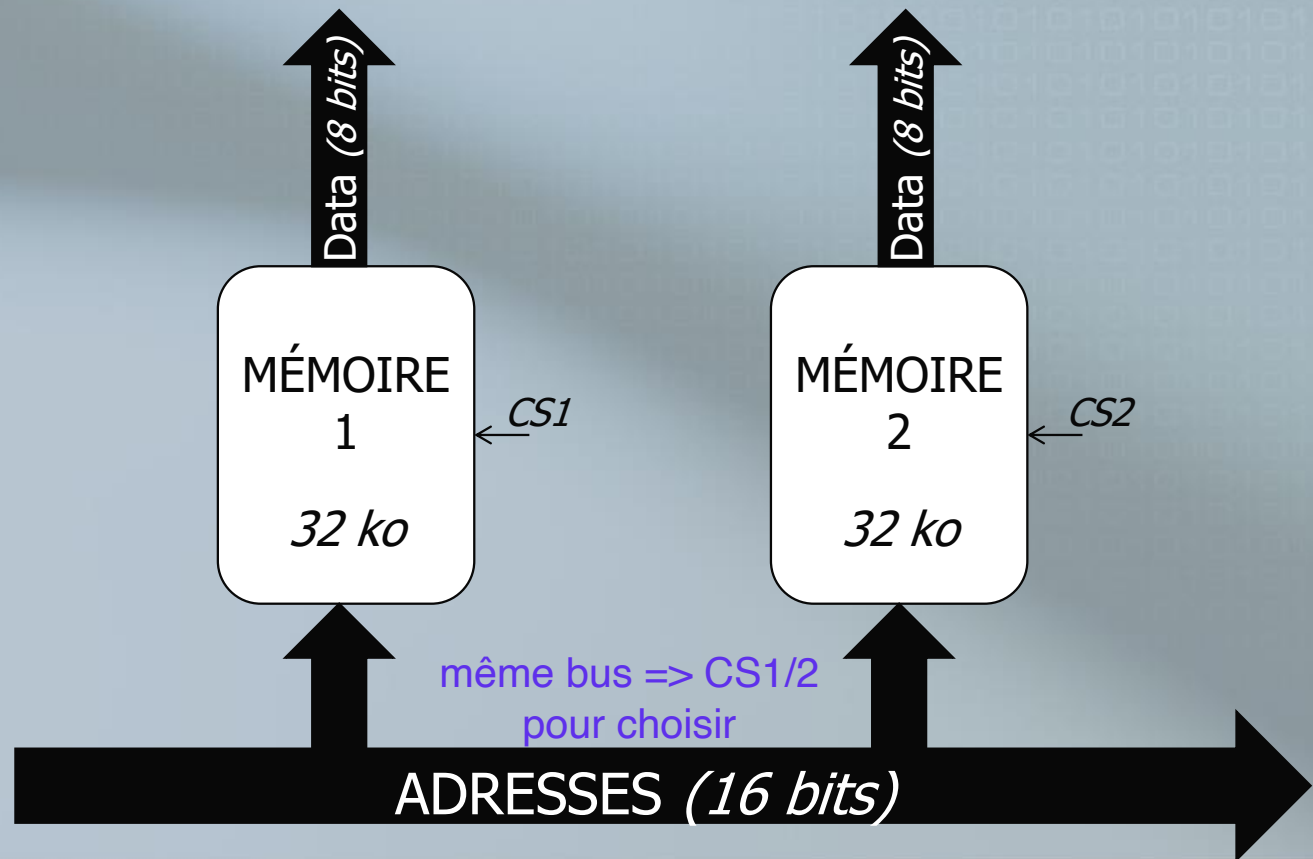 Data (8 bits)
Data (8 bits)
MÉMOIRE
1
32 ko
CS1
MÉMOIRE
2
32 ko
CS2
même bus => CS1/2
pour choisir
ADRESSES (16 bits)